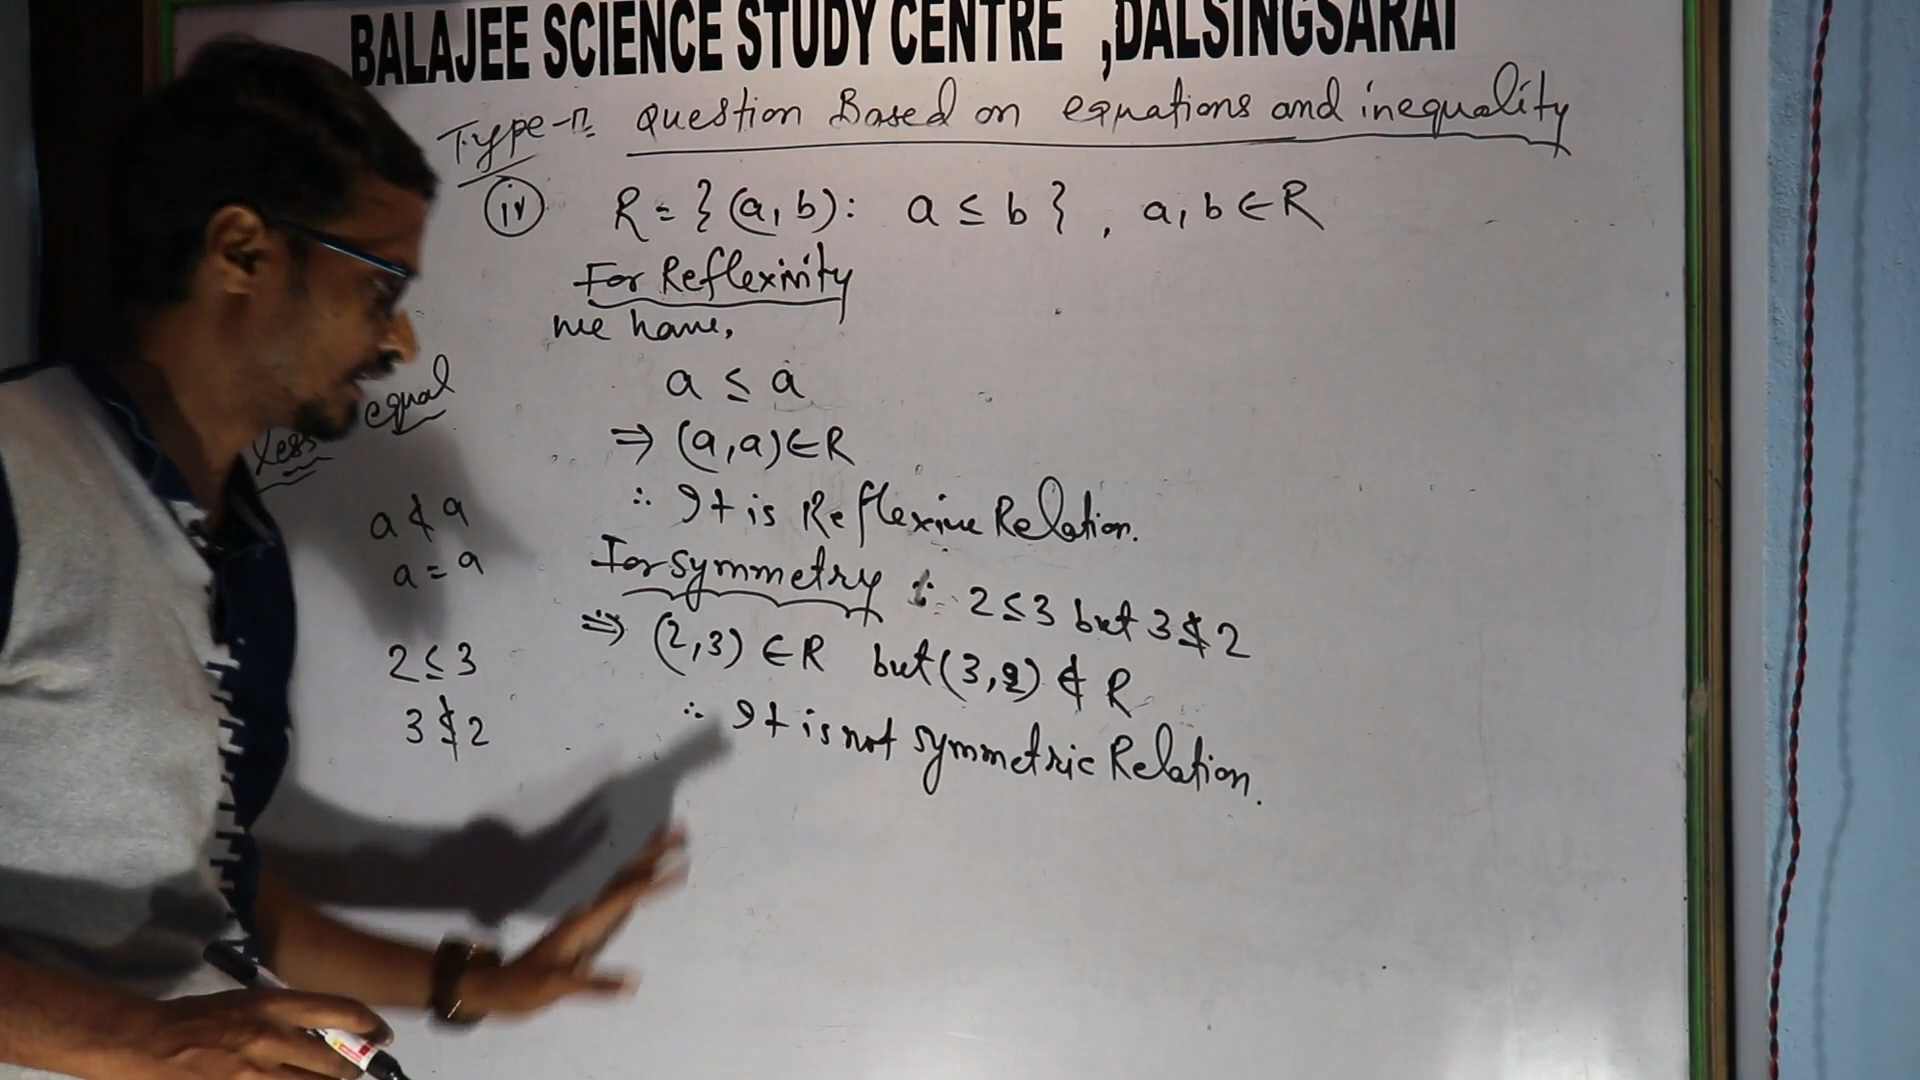 BALAJEE SCIENCE STUDY CENTRE ,DALSINGSARAI
Type-II Question Based on equations and inequality
(iv) R = {(a,b): a ≤ b} , a,b ∈ R
For Reflexivity
we have,
a ≤ a
⇒ (a,a) ∈ R
∴ It is Reflexive Relation.
For symmetry ∵ 2 ≤ 3 but 3 ≰ 2
⇒ (2,3) ∈ R but (3,2) ∉ R
∴ It is not symmetric Relation.
Less equal
a ≮ a
a = a
2 ≤ 3
3 ≰ 2